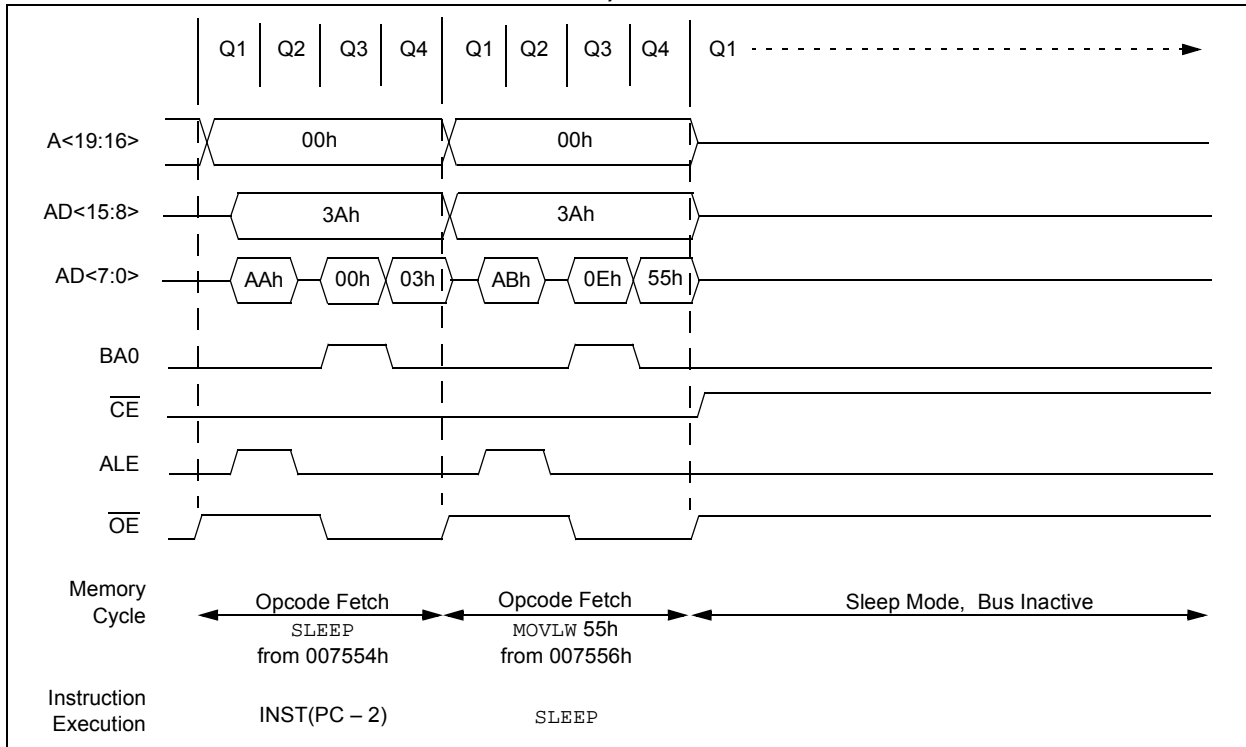 Q1 Q2 Q3 Q4 Q1 Q2 Q3 Q4 Q1
A<19:16> 00h 00h
AD<15:8> 3Ah 3Ah
AD<7:0> AAh 00h 03h ABh 0Eh 55h
BA0
CE
ALE
OE
Memory
Cycle
Opcode Fetch
SLEEP
from 007554h
Opcode Fetch
MOVLW 55h
from 007556h
Sleep Mode, Bus Inactive
Instruction
Execution
INST(PC – 2)
SLEEP